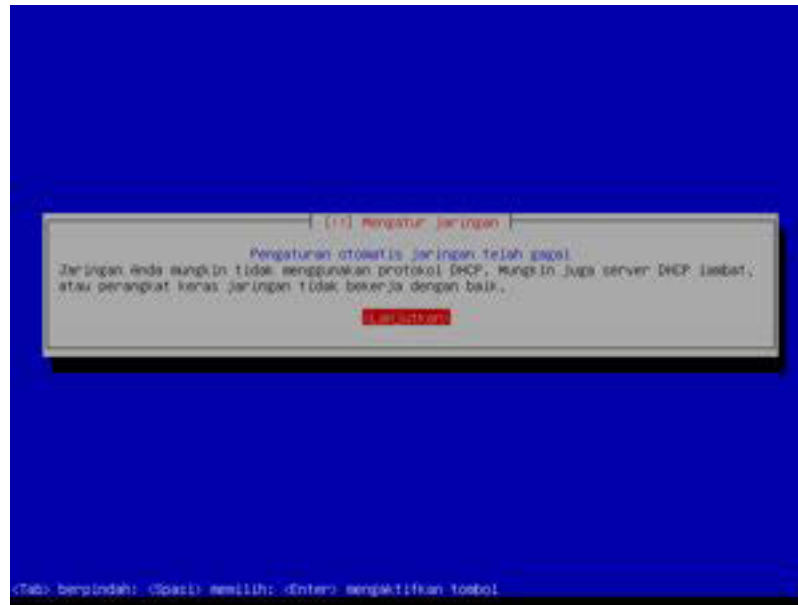 [!!] Mengatur jaringan
Pengaturan otomatis jaringan telah gagal
Jaringan Anda mungkin tidak menggunakan protokol DHCP. Mungkin juga server DHCP lambat,
atau perangkat keras jaringan tidak bekerja dengan baik.
<Lanjutkan>
<Tab> berpindah; <Spasi> memilih; <Enter> mengaktifkan tombol